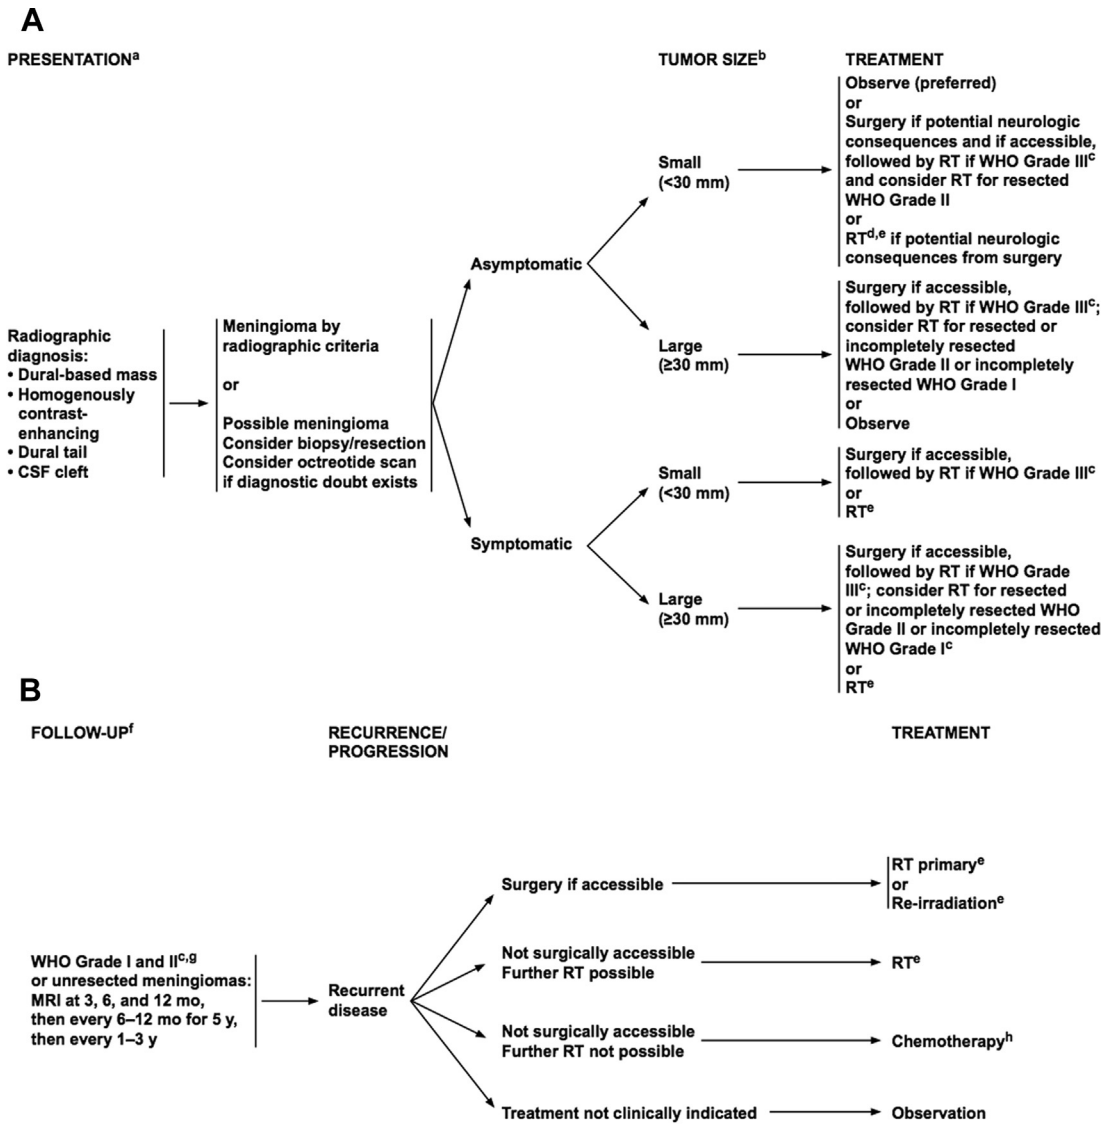 A
PRESENTATIONa
TUMOR SIZEb
TREATMENT
Radiographic
diagnosis:
• Dural-based mass
• Homogenously
contrast-
enhancing
• Dural tail
• CSF cleft
Meningioma by
radiographic criteria
or
Possible meningioma
Consider biopsy/resection
Consider octreotide scan
if diagnostic doubt exists
Asymptomatic
Small
(<30 mm)
Observe (preferred)
or
Surgery if potential neurologic
consequences and if accessible,
followed by RT if WHO Grade IIIc
and consider RT for resected
WHO Grade II
or
RTd,e if potential neurologic
consequences from surgery
Large
(≥30 mm)
Surgery if accessible,
followed by RT if WHO Grade IIIc;
consider RT for resected or
incompletely resected
WHO Grade II or incompletely
resected WHO Grade I
or
Observe
Symptomatic
Small
(<30 mm)
Surgery if accessible,
followed by RT if WHO Grade IIIc
or
RTe
Large
(≥30 mm)
Surgery if accessible,
followed by RT if WHO Grade
IIIc; consider RT for resected
or incompletely resected WHO
Grade II or incompletely resected
WHO Grade Ic
or
RTe
B
FOLLOW-UPf
RECURRENCE/
PROGRESSION
TREATMENT
WHO Grade I and IIc,g
or unresected meningiomas:
MRI at 3, 6, and 12 mo,
then every 6–12 mo for 5 y,
then every 1–3 y
Recurrent
disease
Surgery if accessible
RT primarye
or
Re-irradiatione
Not surgically accessible
Further RT possible
RTe
Not surgically accessible
Further RT not possible
Chemotherapyh
Treatment not clinically indicated
Observation